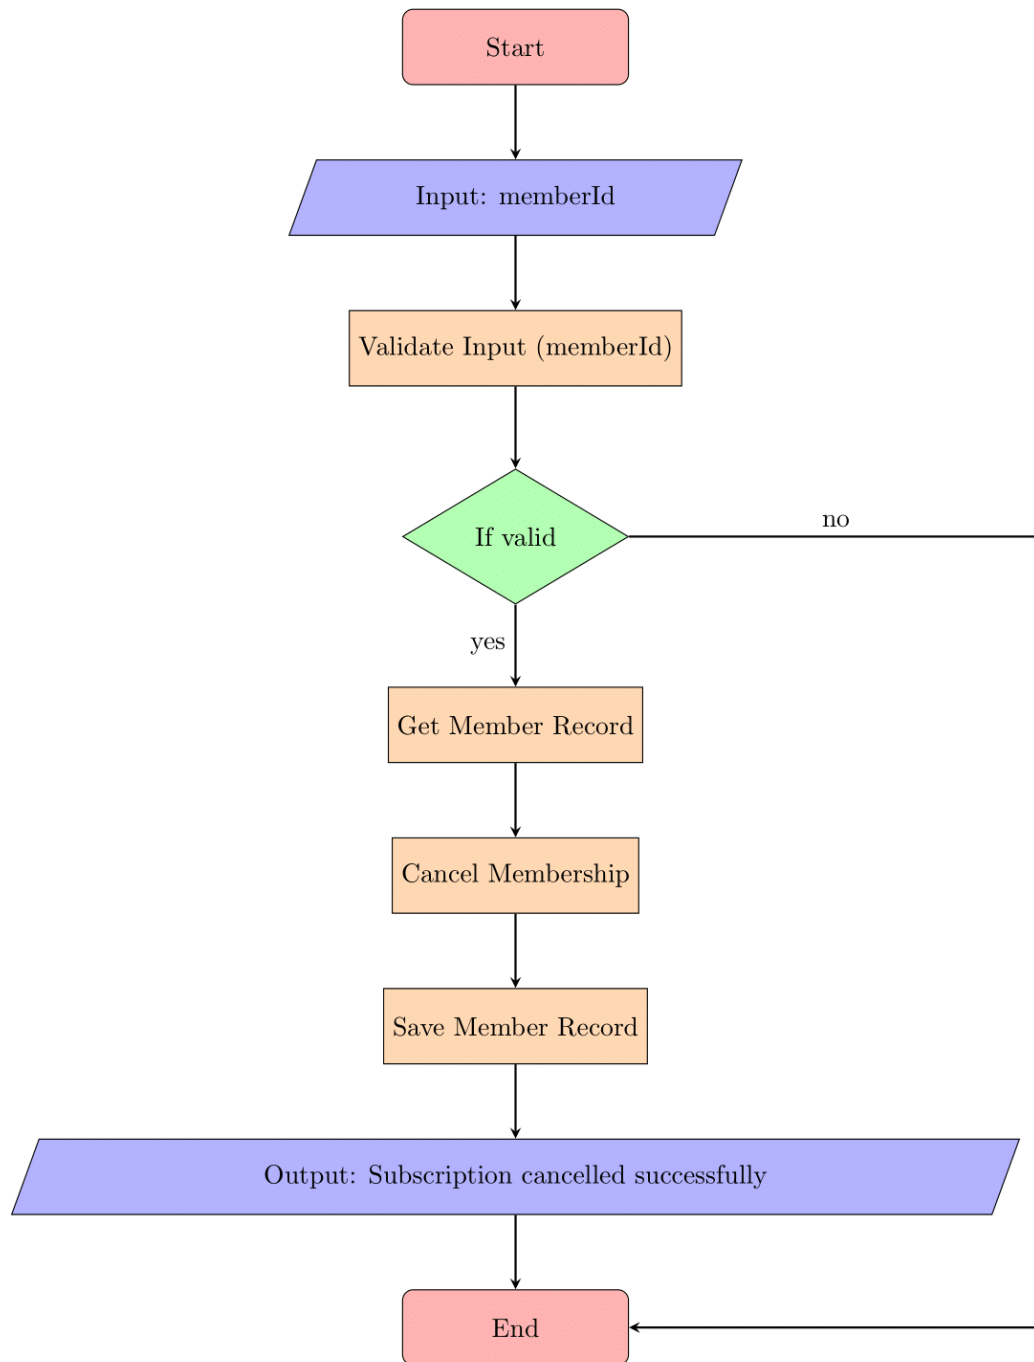 Start
Input: memberId
Validate Input (memberId)
If valid
no
yes
Get Member Record
Cancel Membership
Save Member Record
Output: Subscription cancelled successfully
End